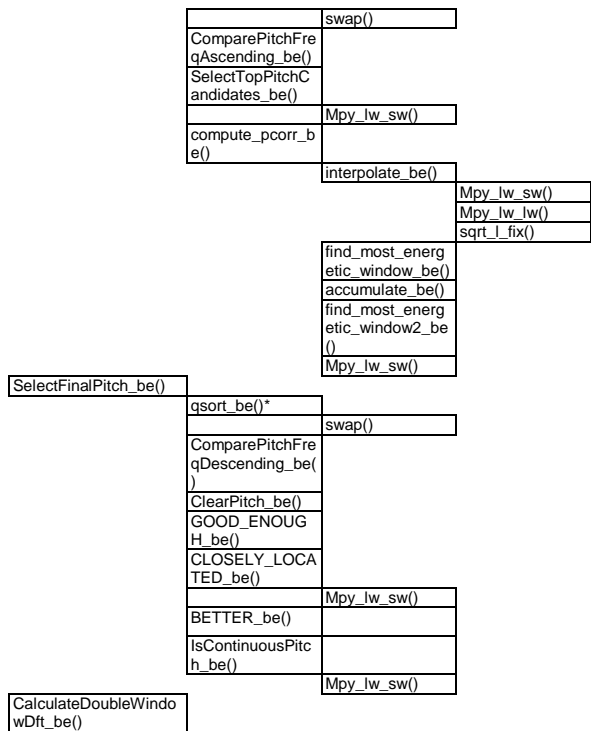 swap()
ComparePitchFre
qAscending_be()
SelectTopPitchC
andidates_be()
Mpy_lw_sw()
compute_pcorr_b
e()
interpolate_be()
Mpy_lw_sw()
Mpy_lw_lw()
sqrt_l_fix()
find_most_energ
etic_window_be()
accumulate_be()
find_most_energ
etic_window2_be
()
Mpy_lw_sw()
SelectFinalPitch_be()
qsort_be()*
swap()
ComparePitchFre
qDescending_be(
)
ClearPitch_be()
GOOD_ENOUG
H_be()
CLOSELY_LOCA
TED_be()
Mpy_lw_sw()
BETTER_be()
IsContinuousPitc
h_be()
Mpy_lw_sw()
CalculateDoubleWindo
wDft_be()